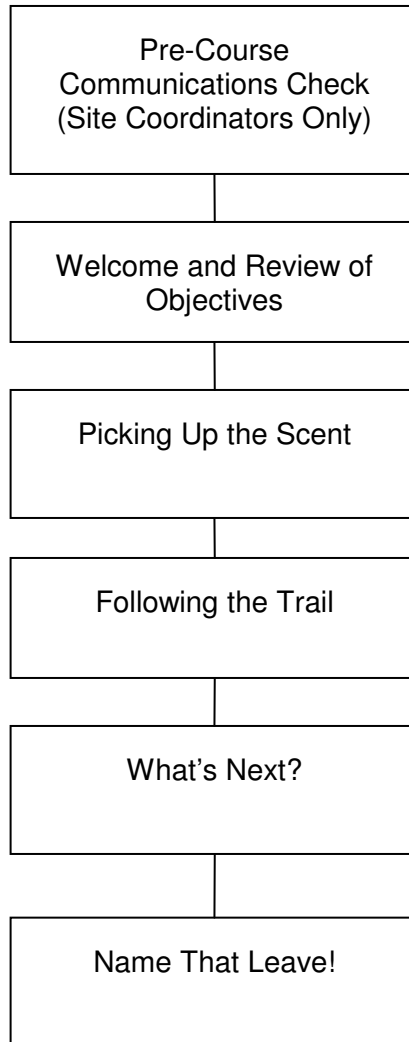 Pre-Course
Communications Check
(Site Coordinators Only)
Welcome and Review of
Objectives
Picking Up the Scent
Following the Trail
What's Next?
Name That Leave!